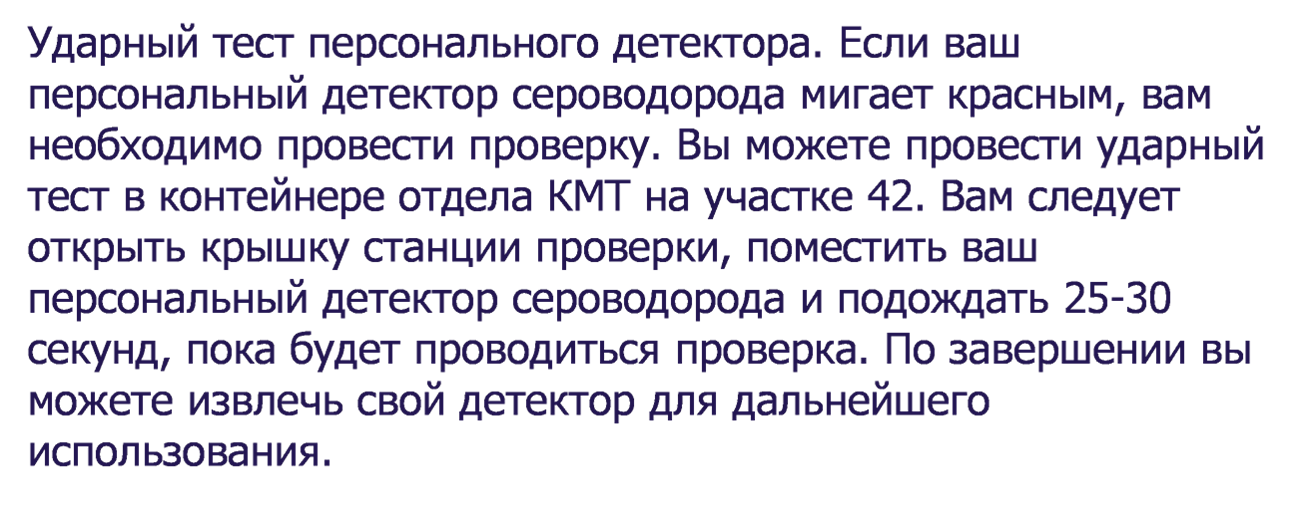 Ударный тест персонального детектора. Если ваш
персональный детектор сероводорода мигает красным, вам
необходимо провести проверку. Вы можете провести ударный
тест в контейнере отдела КМТ на участке 42. Вам следует
открыть крышку станции проверки, поместить ваш
персональный детектор сероводорода и подождать 25-30
секунд, пока будет проводиться проверка. По завершении вы
можете извлечь свой детектор для дальнейшего
использования.